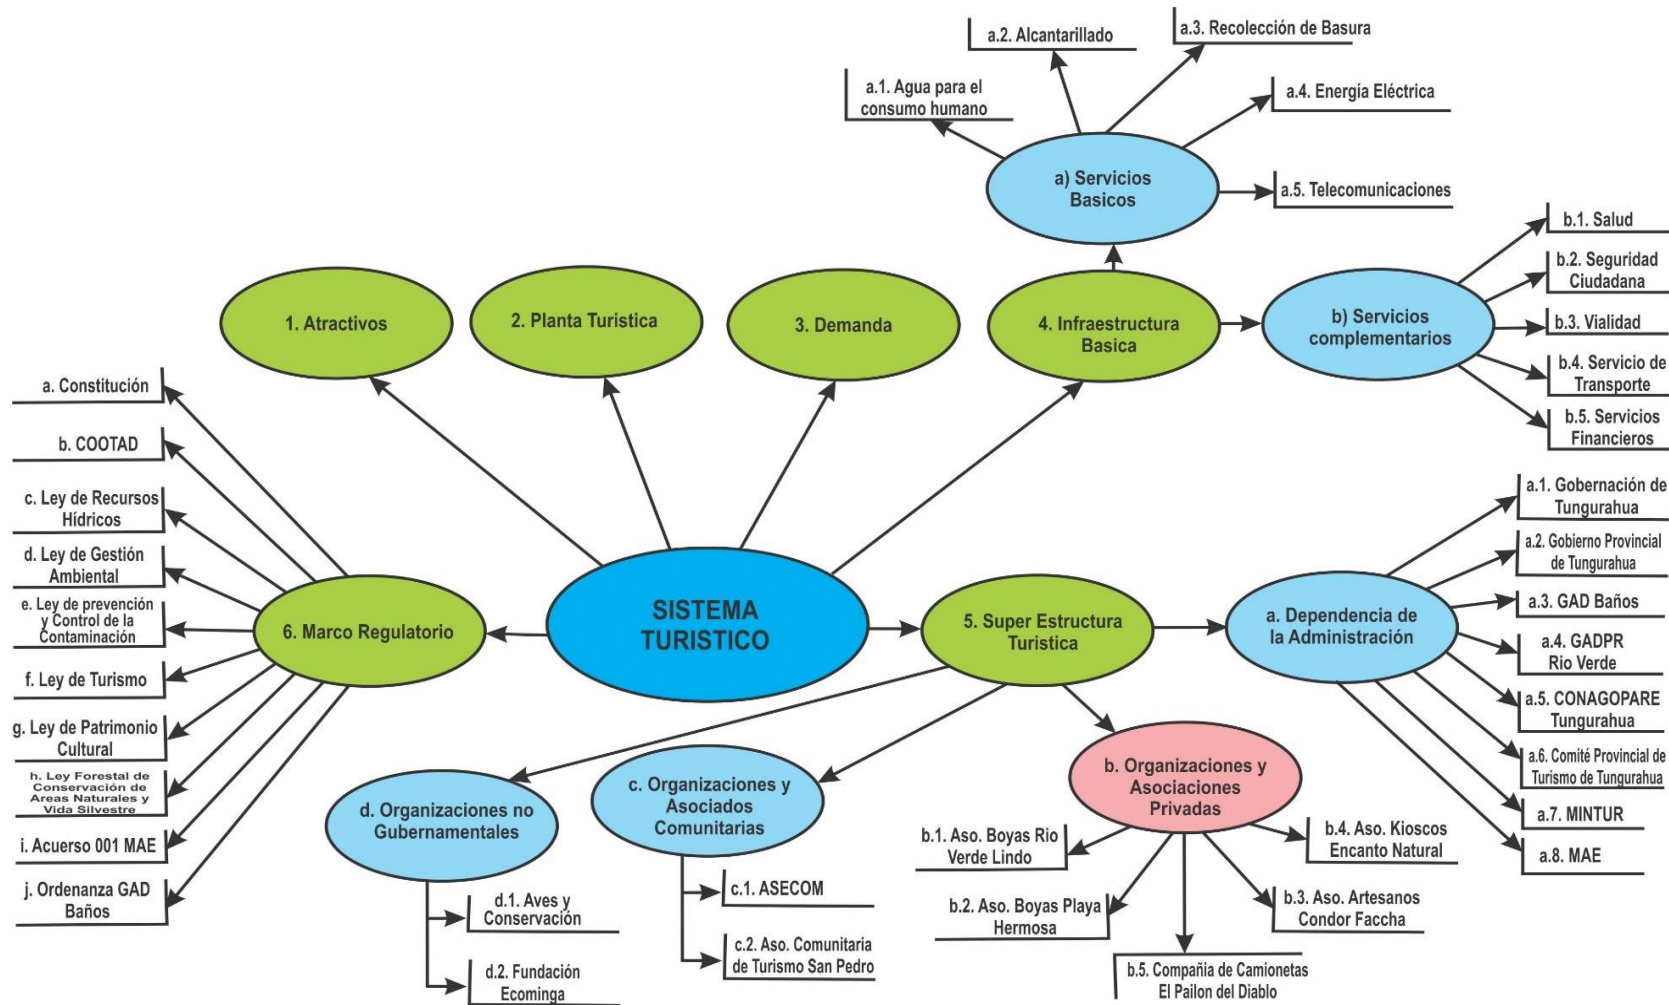 a.2. Alcantarillado
a.3. Recolección de Basura
a.1. Agua para el
consumo humano
a.4. Energía Eléctrica
a) Servicios
Basicos
a.5. Telecomunicaciones
b.1. Salud
b.2. Seguridad
Ciudadana
b) Servicios
complementarios
b.3. Vialidad
b.4. Servicio de
Transporte
b.5. Servicios
Financieros
1. Atractivos
2. Planta Turistica
3. Demanda
4. Infraestructura
Basica
a. Constitución
b. COOTAD
c. Ley de Recursos
Hídricos
d. Ley de Gestión
Ambiental
e. Ley de prevención
y Control de la
Contaminación
f. Ley de Turismo
g. Ley de Patrimonio
Cultural
h. Ley Forestal de
Conservación de
Areas Naturales y
Vida Silvestre
i. Acuerso 001 MAE
j. Ordenanza GAD
Baños
6. Marco Regulatorio
SISTEMA
TURISTICO
5. Super Estructura
Turistica
a. Dependencia de
la Administración
a.1. Gobernación de
Tungurahua
a.2. Gobierno Provincial
de Tungurahua
a.3. GAD Baños
a.4. GADPR
Rio Verde
a.5. CONAGOPARE
Tungurahua
a.6. Comité Provincial de
Turismo de Tungurahua
a.7. MINTUR
a.8. MAE
d. Organizaciones no
Gubernamentales
d.1. Aves y
Conservación
d.2. Fundación
Ecominga
c. Organizaciones y
Asociados
Comunitarias
c.1. ASECOM
c.2. Aso. Comunitaria
de Turismo San Pedro
b. Organizaciones y
Asociaciones
Privadas
b.1. Aso. Boyas Rio
Verde Lindo
b.2. Aso. Boyas Playa
Hermosa
b.5. Compañia de Camionetas
El Pailon del Diablo
b.3. Aso. Artesanos
Condor Faccha
b.4. Aso. Kioscos
Encanto Natural